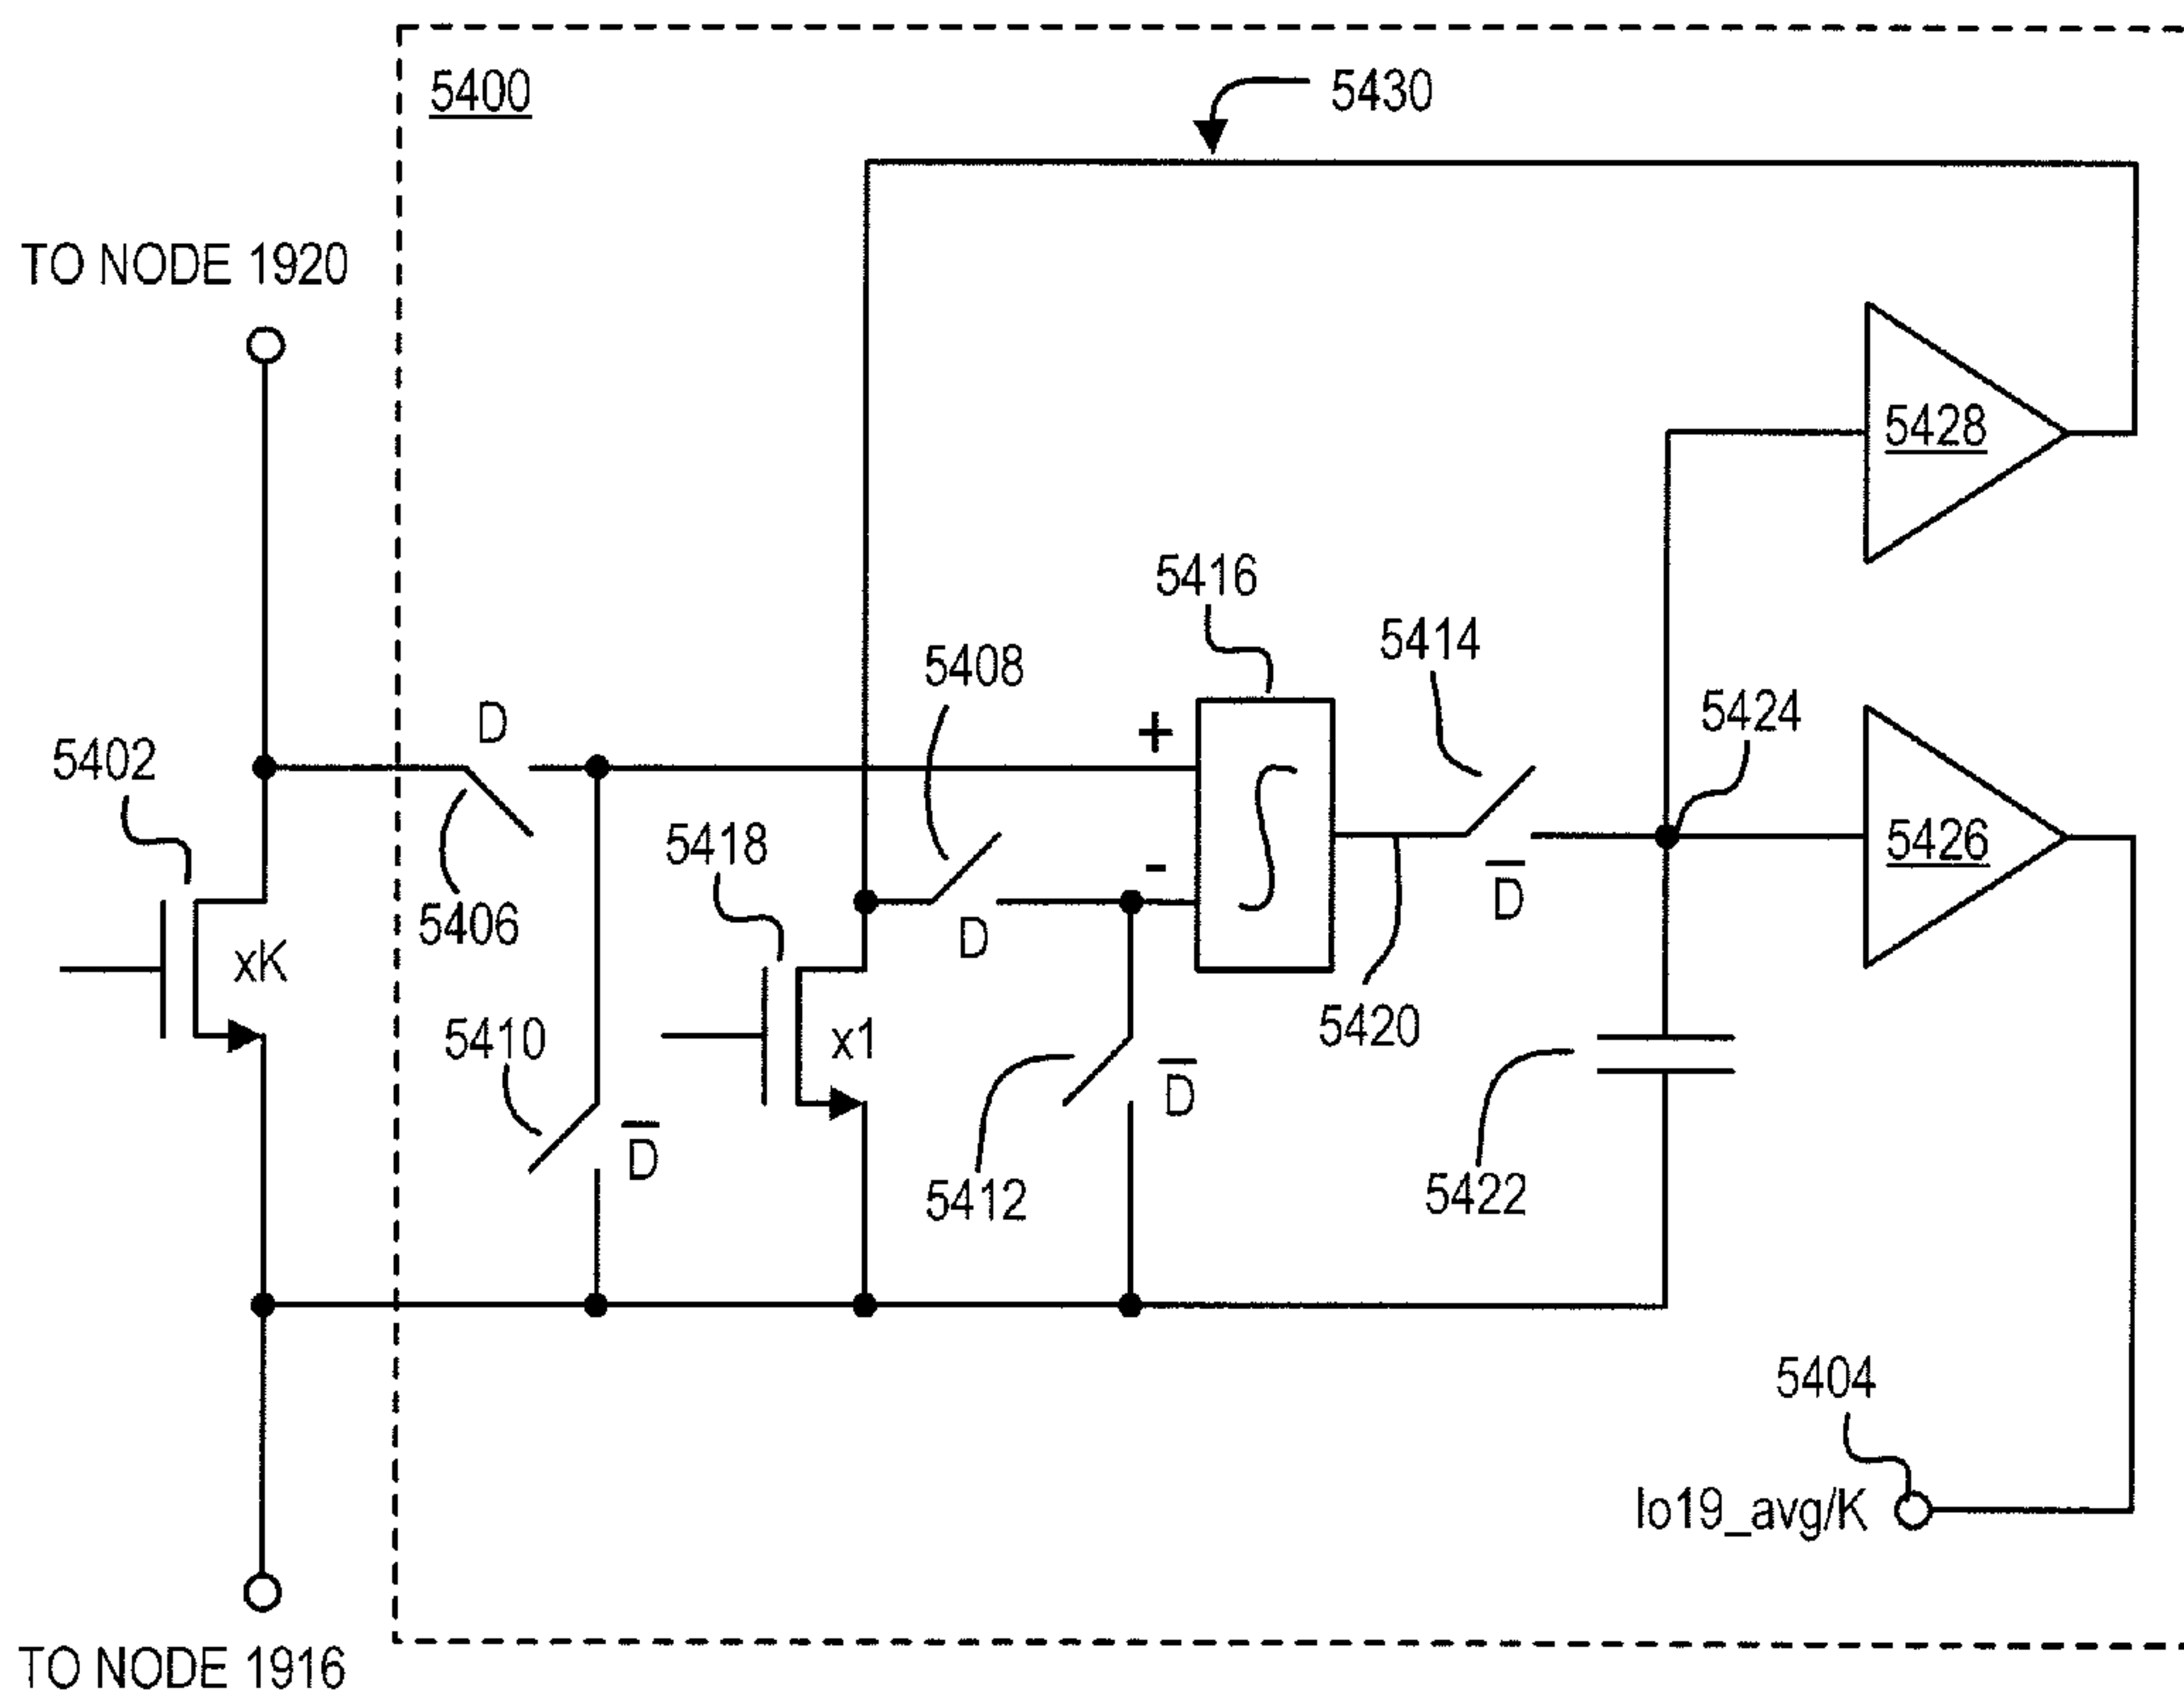 5400
5430
TO NODE 1920
5428
5416
5414
5408
5424
D
+
5402
5418
5426
-
D̅
5406
D
xK
5410
x1
5420
D̅
D̅
5412
5422
5404
Io19_avg/K
TO NODE 1916